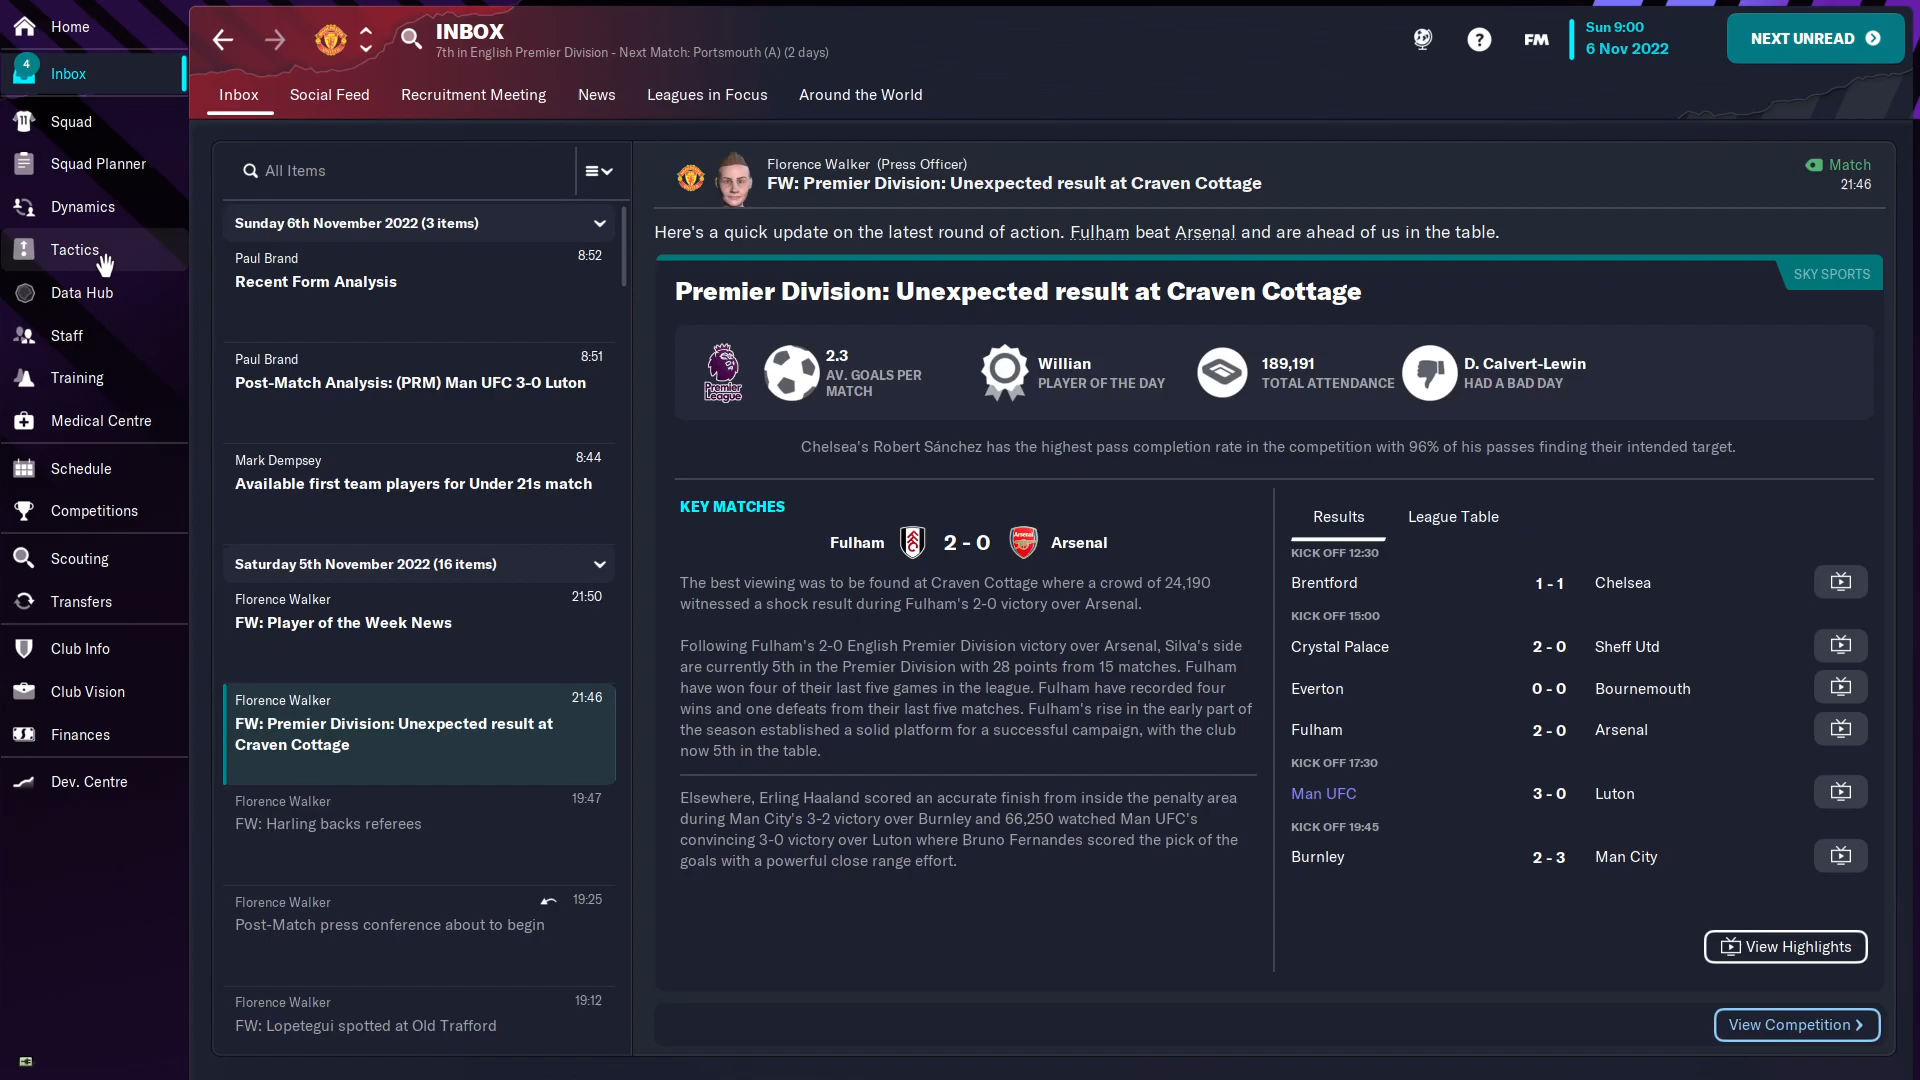 Home
4
Inbox
Squad
Squad Planner
Dynamics
Tactics
Data Hub
Staff
Training
Medical Centre
Schedule
Competitions
Scouting
Transfers
Club Info
Club Vision
Finances
Dev. Centre
INBOX
7th in English Premier Division - Next Match: Portsmouth (A) (2 days)
?
FM
Sun 9:00
6 Nov 2022
NEXT UNREAD
Inbox Social Feed Recruitment Meeting News Leagues in Focus Around the World
All Items
Sunday 6th November 2022 (3 items)
Paul Brand 8:52
Recent Form Analysis
Paul Brand 8:51
Post-Match Analysis: (PRM) Man UFC 3-0 Luton
Mark Dempsey 8:44
Available first team players for Under 21s match
Saturday 5th November 2022 (16 items)
Florence Walker 21:50
FW: Player of the Week News
Florence Walker 21:46
FW: Premier Division: Unexpected result at
Craven Cottage
Florence Walker 19:47
FW: Harling backs referees
Florence Walker 19:25
Post-Match press conference about to begin
Florence Walker 19:12
FW: Lopetegui spotted at Old Trafford
Florence Walker (Press Officer)
FW: Premier Division: Unexpected result at Craven Cottage
Match
21:46
Here's a quick update on the latest round of action. Fulham beat Arsenal and are ahead of us in the table.
SKY SPORTS
Premier Division: Unexpected result at Craven Cottage
Premier
League
2.3
AV. GOALS PER
MATCH
Willian
PLAYER OF THE DAY
189,191
TOTAL ATTENDANCE
D. Calvert-Lewin
HAD A BAD DAY
Chelsea's Robert Sánchez has the highest pass completion rate in the competition with 96% of his passes finding their intended target.
KEY MATCHES
Fulham 2 - 0 Arsenal
The best viewing was to be found at Craven Cottage where a crowd of 24,190
witnessed a shock result during Fulham's 2-0 victory over Arsenal.
Following Fulham's 2-0 English Premier Division victory over Arsenal, Silva's side
are currently 5th in the Premier Division with 28 points from 15 matches. Fulham
have won four of their last five games in the league. Fulham have recorded four
wins and one defeats from their last five matches. Fulham's rise in the early part of
the season established a solid platform for a successful campaign, with the club
now 5th in the table.
Elsewhere, Erling Haaland scored an accurate finish from inside the penalty area
during Man City's 3-2 victory over Burnley and 66,250 watched Man UFC's
convincing 3-0 victory over Luton where Bruno Fernandes scored the pick of the
goals with a powerful close range effort.
Results League Table
KICK OFF 12:30
Brentford 1 - 1 Chelsea
KICK OFF 15:00
Crystal Palace 2 - 0 Sheff Utd
Everton 0 - 0 Bournemouth
Fulham 2 - 0 Arsenal
KICK OFF 17:30
Man UFC 3 - 0 Luton
KICK OFF 19:45
Burnley 2 - 3 Man City
View Highlights
View Competition